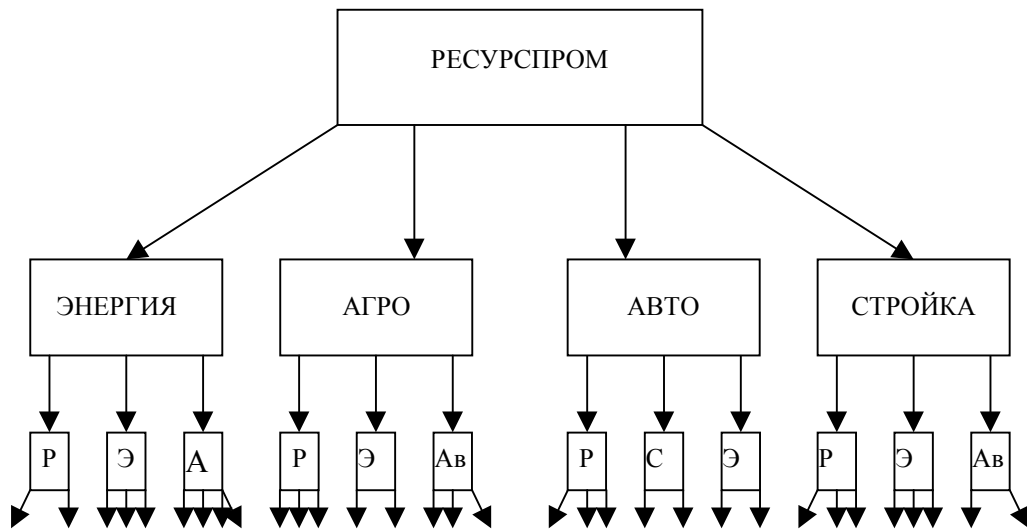 РЕСУРСПРОМ
ЭНЕРГИЯ АГРО АВТО СТРОЙКА
Р Э А Р Э Ав Р С Э Р Э Ав